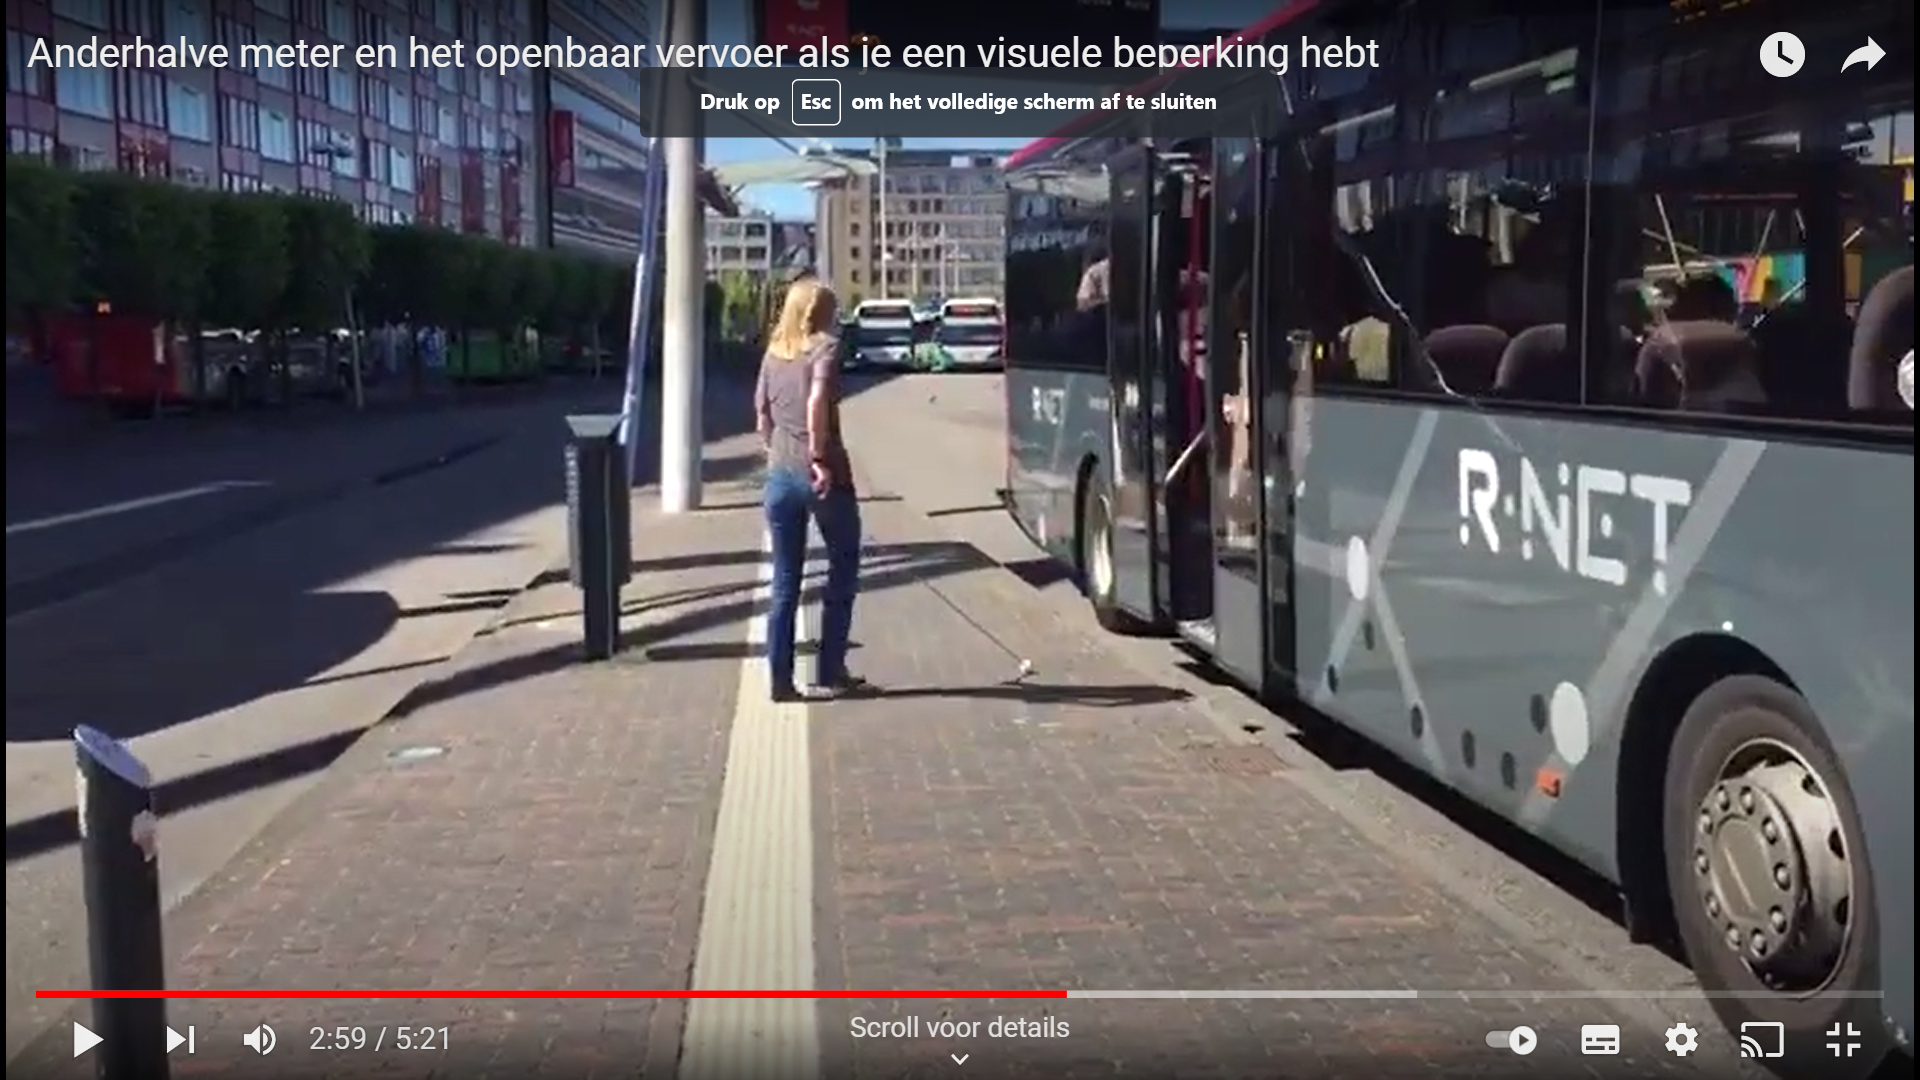 Anderhalve meter en het openbaar vervoer als je een visuele beperking hebt
Druk op Esc om het volledige scherm af te sluiten
R-NET
R·NET
2:59 / 5:21
Scroll voor details